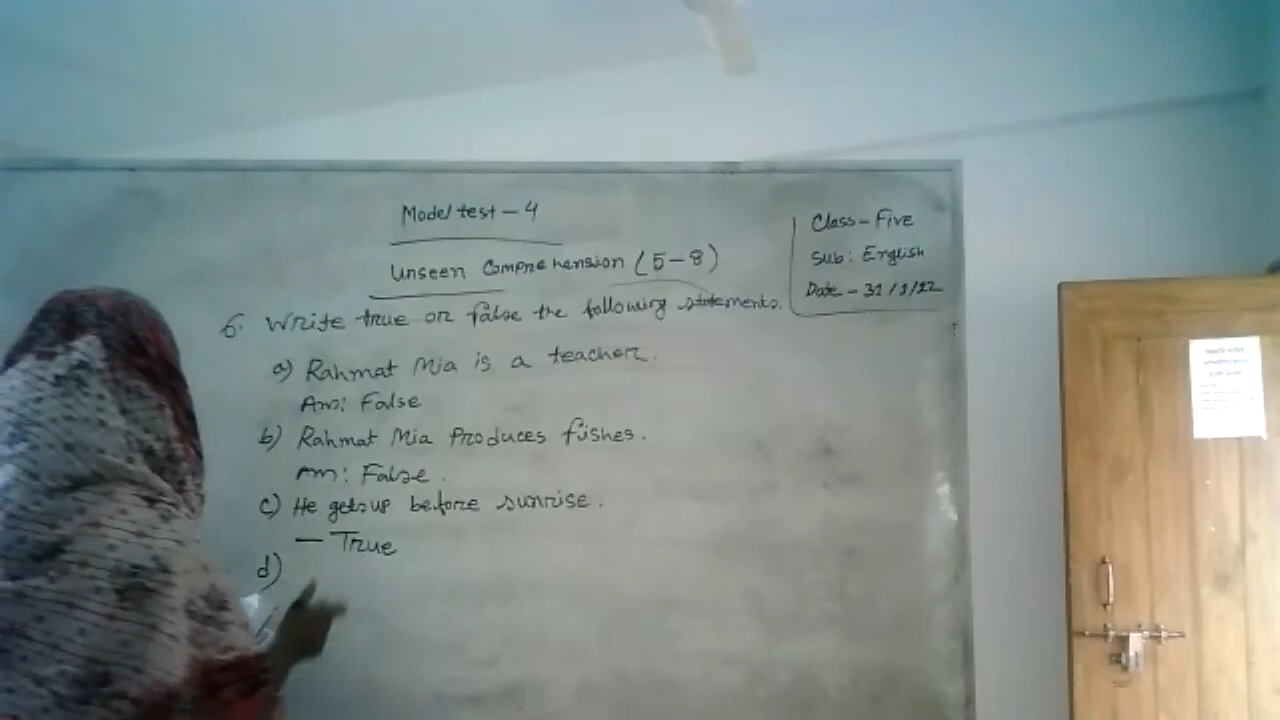 Model test - 4
Unseen Comprehension (5-8)
Class - Five
Sub: English
Date - 31/1/22
6. Write true or false the following statements.
a) Rahmat Mia is a teacher.
Ans: False
b) Rahmat Mia Produces fishes.
Ans: False.
c) He gets up before sunrise.
— True
d)